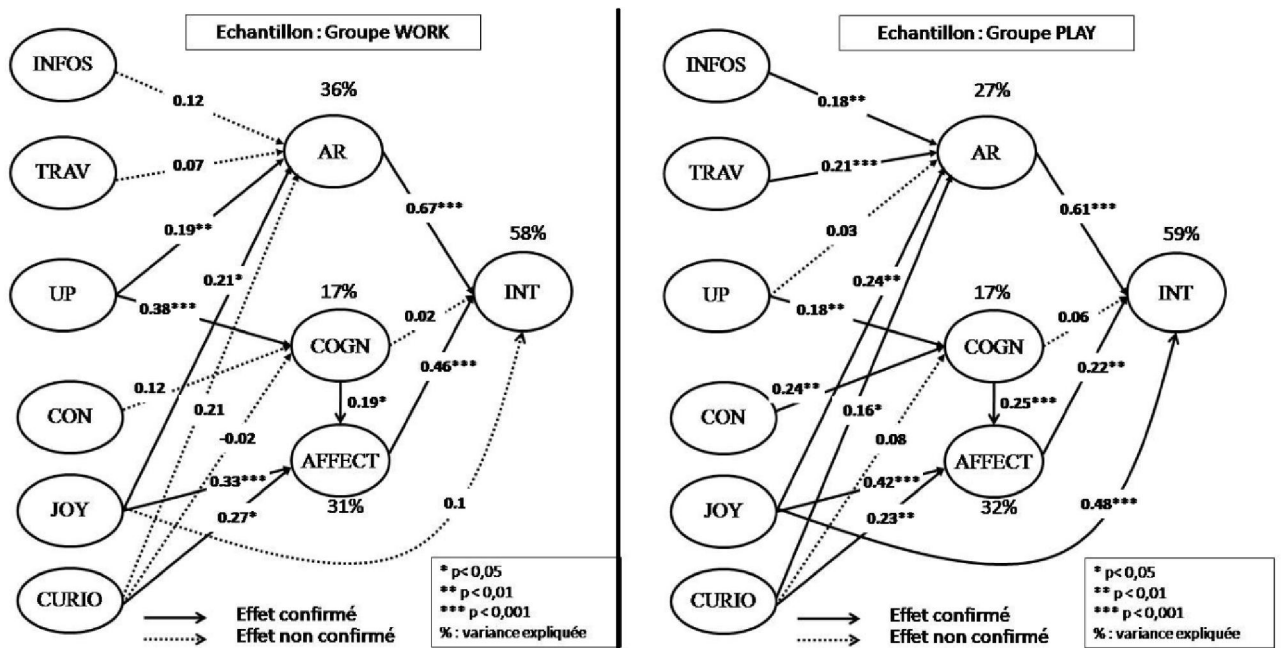 Echantillon : Groupe WORK
INFOS
36%
0.12
AR
TRAV
0.07
0.67***
0.19**
58%
UP
0.21*
17%
INT
0.38***
0.02
COGN
0.46***
0.12
CON
0.19*
0.21
-0.02
AFFECT
0.33***
JOY
31%
0.1
0.27*
CURIO
* p< 0,05
** p < 0,01
*** p < 0,001
% : variance expliquée
Effet confirmé
Effet non confirmé
Echantillon : Groupe PLAY
INFOS
27%
0.18**
AR
TRAV
0.21***
0.61***
0.03
59%
UP
0.24**
17%
INT
0.18**
0.06
COGN
0.22**
0.24**
CON
0.25***
0.16*
0.08
AFFECT
0.42***
JOY
32%
0.48***
0.23**
CURIO
* p< 0,05
** p < 0,01
*** p < 0,001
% : variance expliquée
Effet confirmé
Effet non confirmé